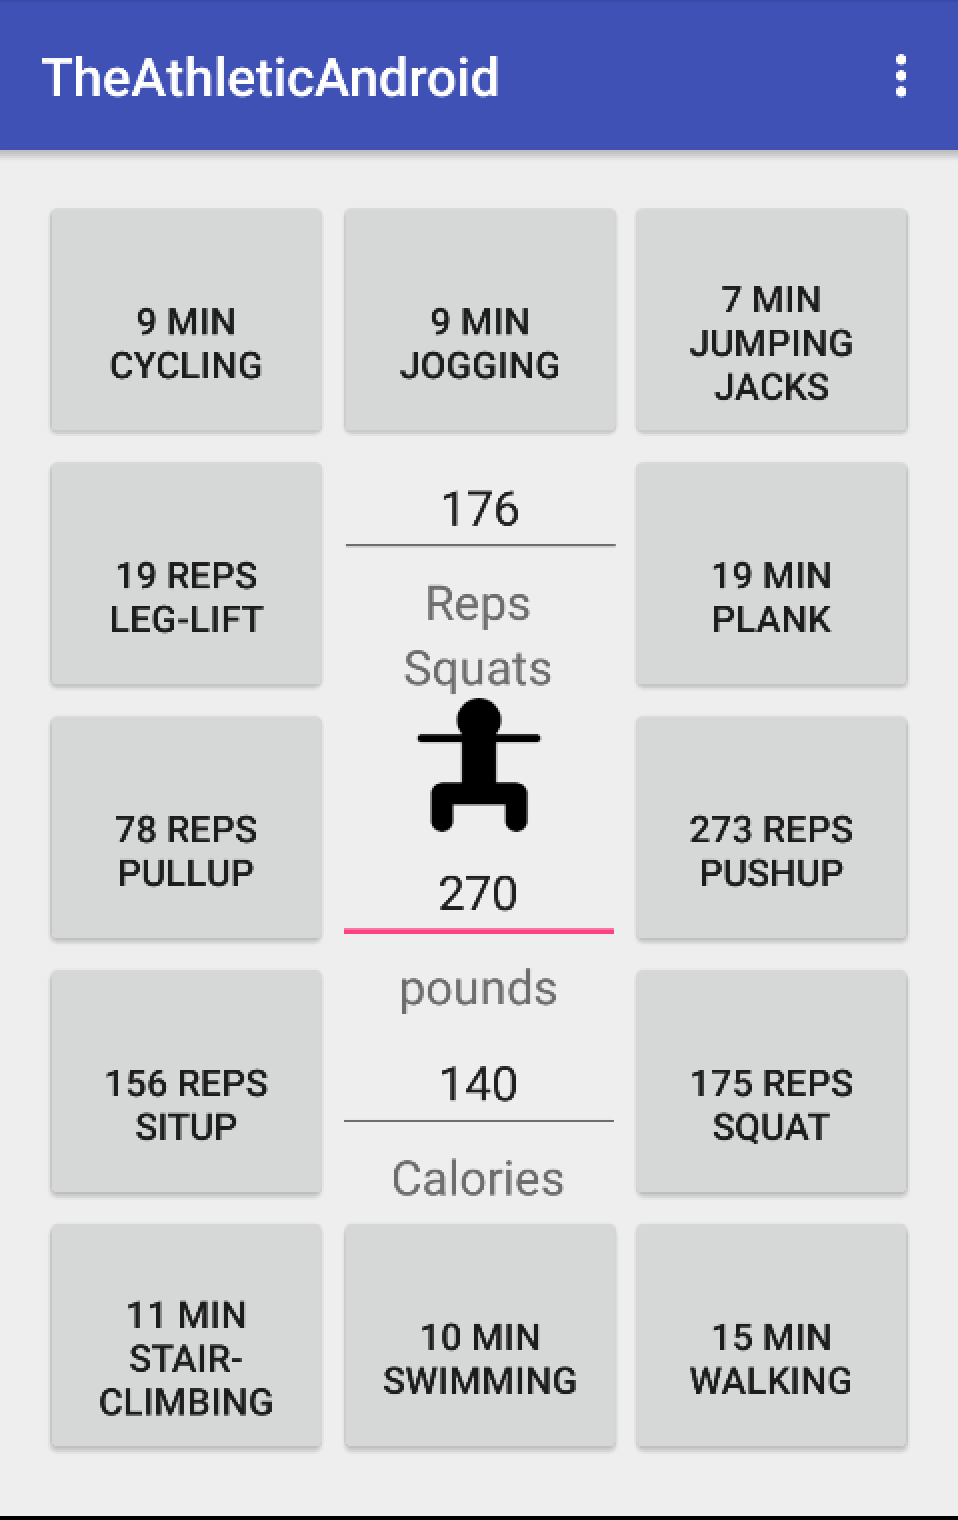 TheAthleticAndroid
9 MIN
CYCLING
9 MIN
JOGGING
7 MIN
JUMPING
JACKS
19 REPS
LEG-LIFT
176
Reps
Squats
19 MIN
PLANK
78 REPS
PULLUP
270
pounds
273 REPS
PUSHUP
156 REPS
SITUP
140
Calories
175 REPS
SQUAT
11 MIN
STAIR-
CLIMBING
10 MIN
SWIMMING
15 MIN
WALKING